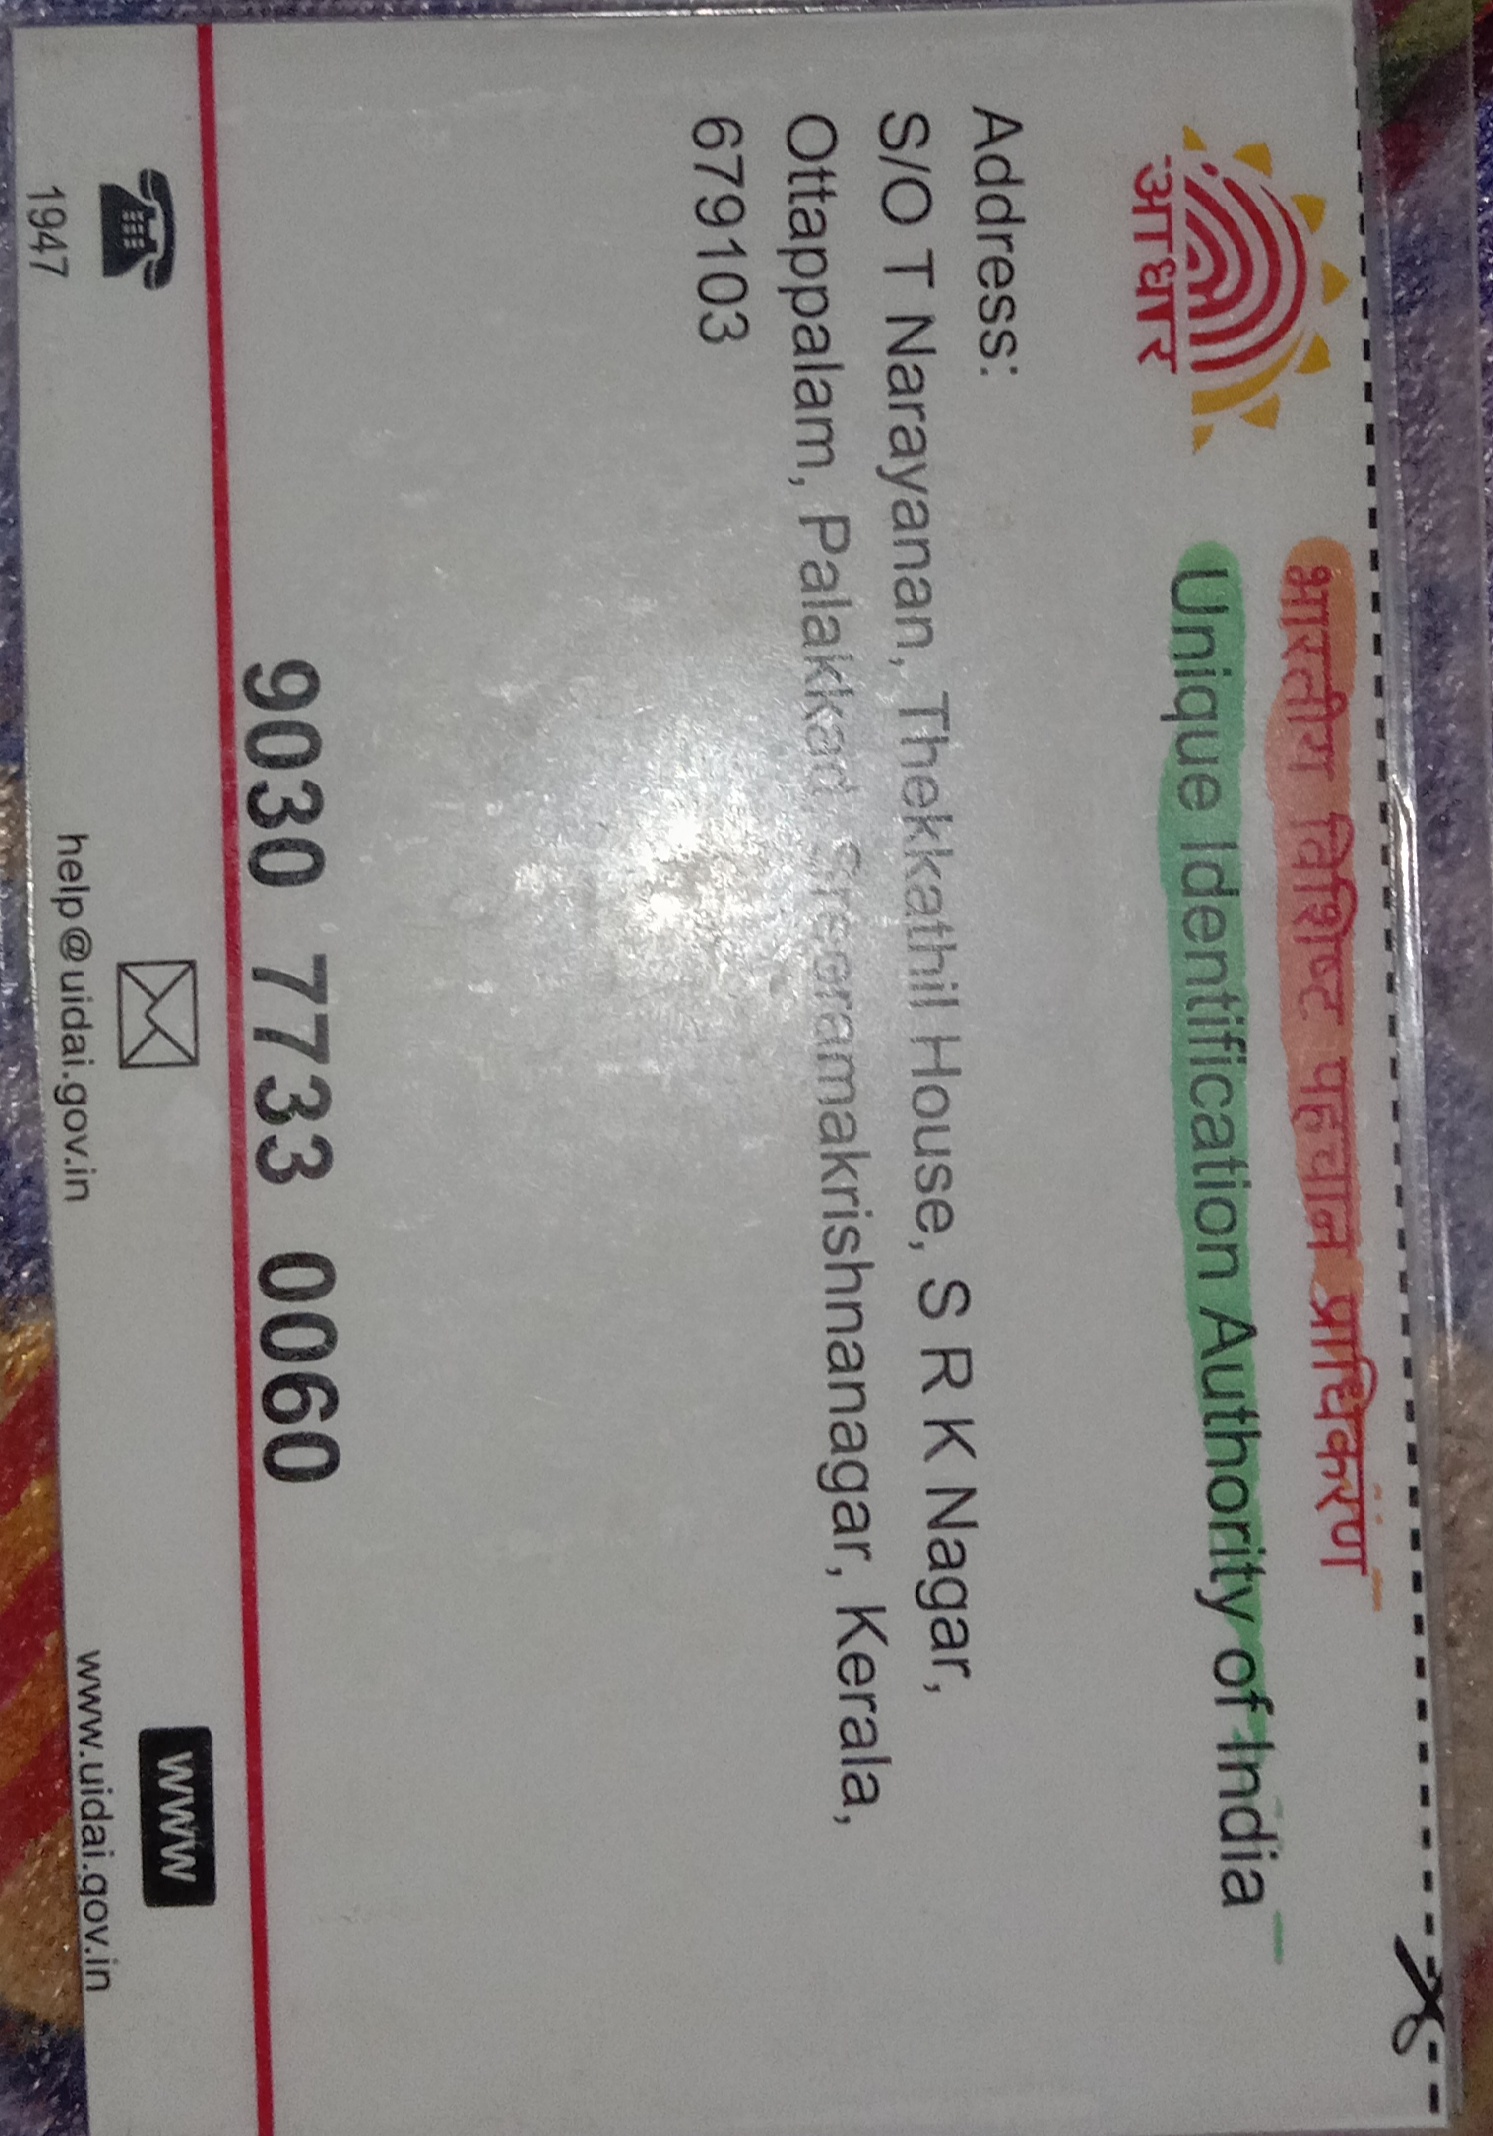 भारतीय विशिष्ट पहचान प्राधिकरण
Unique Identification Authority of India
आधार
Address:
S/O T Narayanan, Thekkathil House, S R K Nagar,
Ottappalam, Palakkad, Sreeramakrishnanagar, Kerala,
679103
9030 7733 0060
1947
help@uidai.gov.in
www
www.uidai.gov.in